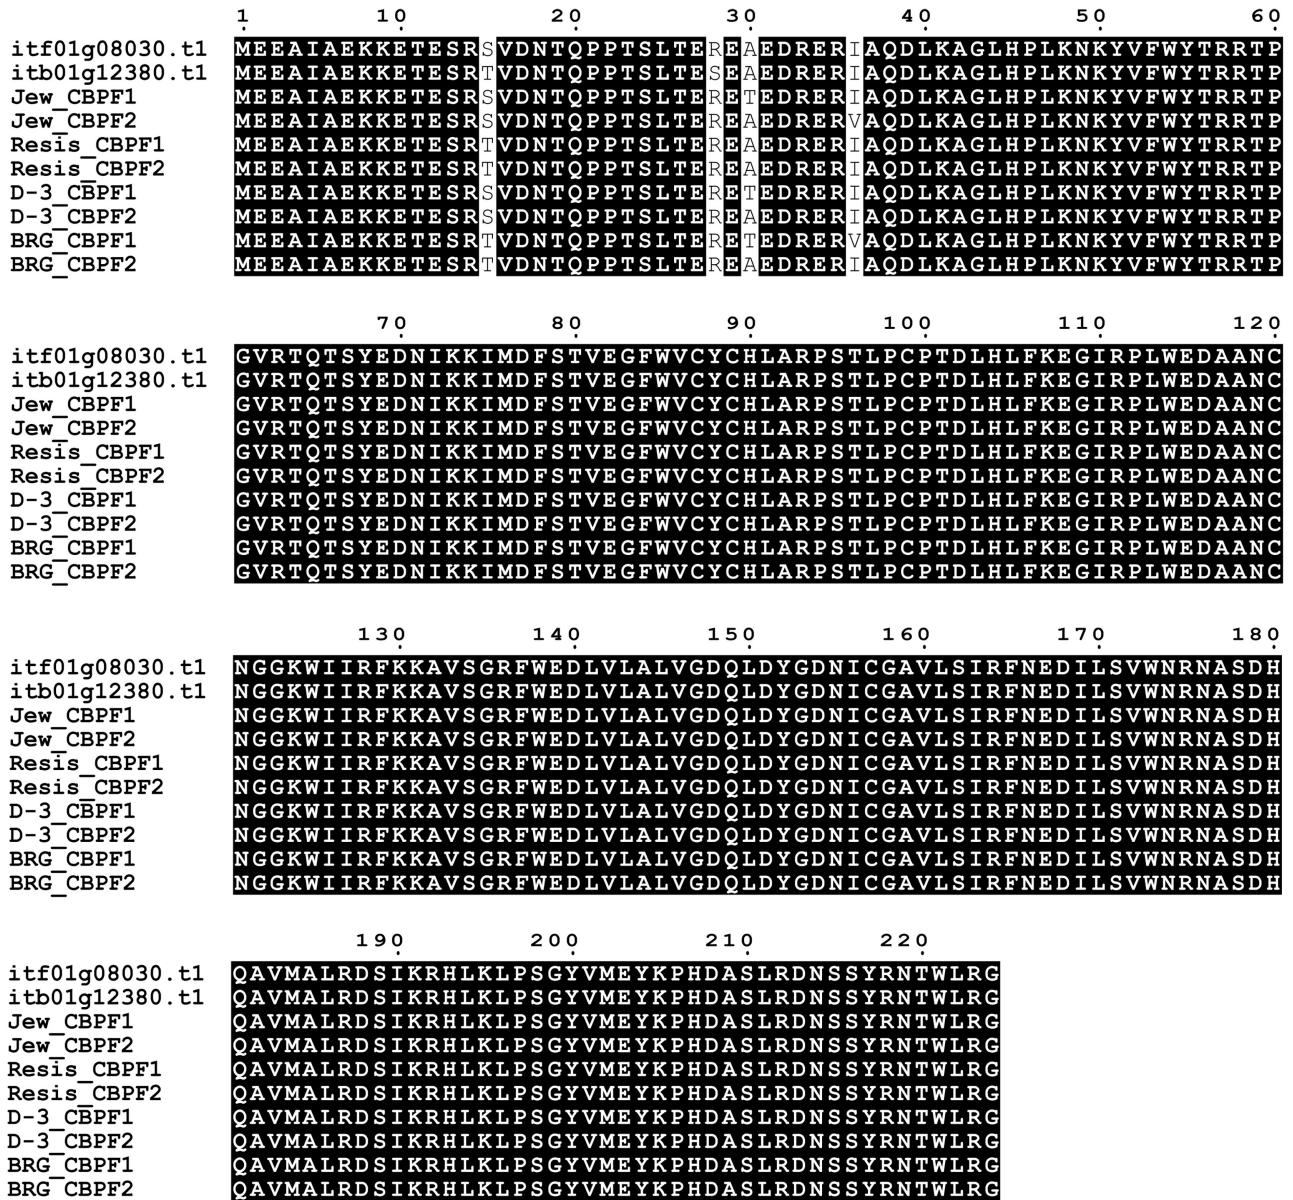 1 10 20 30 40 50 60
itf01g08030.t1 MEEAIAEKKETESRSVDNTQPPTSLTEREAEDRERIAQDLKAGLHPLKNKYVFWYTRRTP
itb01g12380.t1 MEEAIAEKKETESRTVDNTQPPTSLTESEAEDRERIAQDLKAGLHPLKNKYVFWYTRRTP
Jew_CBPF1 MEEAIAEKKETESRSVDNTQPPTSLTERETEDRERIAQDLKAGLHPLKNKYVFWYTRRTP
Jew_CBPF2 MEEAIAEKKETESRSVDNTQPPTSLTEREAEDRERVAQDLKAGLHPLKNKYVFWYTRRTP
Resis_CBPF1 MEEAIAEKKETESRTVDNTQPPTSLTEREAEDRERIAQDLKAGLHPLKNKYVFWYTRRTP
Resis_CBPF2 MEEAIAEKKETESRTVDNTQPPTSLTEREAEDRERIAQDLKAGLHPLKNKYVFWYTRRTP
D-3_CBPF1 MEEAIAEKKETESRSVDNTQPPTSLTERETEDRERIAQDLKAGLHPLKNKYVFWYTRRTP
D-3_CBPF2 MEEAIAEKKETESRSVDNTQPPTSLTEREAEDRERIAQDLKAGLHPLKNKYVFWYTRRTP
BRG_CBPF1 MEEAIAEKKETESRTVDNTQPPTSLTERETEDRERVAQDLKAGLHPLKNKYVFWYTRRTP
BRG_CBPF2 MEEAIAEKKETESRTVDNTQPPTSLTEREAEDRERIAQDLKAGLHPLKNKYVFWYTRRTP
70 80 90 100 110 120
itf01g08030.t1 GVRTQTSYEDNIKKIMDFSTVEGFWVCYCHLARPSTLPCPTDLHLFKEGIRPLWEDAANC
itb01g12380.t1 GVRTQTSYEDNIKKIMDFSTVEGFWVCYCHLARPSTLPCPTDLHLFKEGIRPLWEDAANC
Jew_CBPF1 GVRTQTSYEDNIKKIMDFSTVEGFWVCYCHLARPSTLPCPTDLHLFKEGIRPLWEDAANC
Jew_CBPF2 GVRTQTSYEDNIKKIMDFSTVEGFWVCYCHLARPSTLPCPTDLHLFKEGIRPLWEDAANC
Resis_CBPF1 GVRTQTSYEDNIKKIMDFSTVEGFWVCYCHLARPSTLPCPTDLHLFKEGIRPLWEDAANC
Resis_CBPF2 GVRTQTSYEDNIKKIMDFSTVEGFWVCYCHLARPSTLPCPTDLHLFKEGIRPLWEDAANC
D-3_CBPF1 GVRTQTSYEDNIKKIMDFSTVEGFWVCYCHLARPSTLPCPTDLHLFKEGIRPLWEDAANC
D-3_CBPF2 GVRTQTSYEDNIKKIMDFSTVEGFWVCYCHLARPSTLPCPTDLHLFKEGIRPLWEDAANC
BRG_CBPF1 GVRTQTSYEDNIKKIMDFSTVEGFWVCYCHLARPSTLPCPTDLHLFKEGIRPLWEDAANC
BRG_CBPF2 GVRTQTSYEDNIKKIMDFSTVEGFWVCYCHLARPSTLPCPTDLHLFKEGIRPLWEDAANC
130 140 150 160 170 180
itf01g08030.t1 NGGKWIIRFKKAVSGRFWEDLVLALVGDQLDYGDNICGAVLSIRFNEDILSVWNRNASDH
itb01g12380.t1 NGGKWIIRFKKAVSGRFWEDLVLALVGDQLDYGDNICGAVLSIRFNEDILSVWNRNASDH
Jew_CBPF1 NGGKWIIRFKKAVSGRFWEDLVLALVGDQLDYGDNICGAVLSIRFNEDILSVWNRNASDH
Jew_CBPF2 NGGKWIIRFKKAVSGRFWEDLVLALVGDQLDYGDNICGAVLSIRFNEDILSVWNRNASDH
Resis_CBPF1 NGGKWIIRFKKAVSGRFWEDLVLALVGDQLDYGDNICGAVLSIRFNEDILSVWNRNASDH
Resis_CBPF2 NGGKWIIRFKKAVSGRFWEDLVLALVGDQLDYGDNICGAVLSIRFNEDILSVWNRNASDH
D-3_CBPF1 NGGKWIIRFKKAVSGRFWEDLVLALVGDQLDYGDNICGAVLSIRFNEDILSVWNRNASDH
D-3_CBPF2 NGGKWIIRFKKAVSGRFWEDLVLALVGDQLDYGDNICGAVLSIRFNEDILSVWNRNASDH
BRG_CBPF1 NGGKWIIRFKKAVSGRFWEDLVLALVGDQLDYGDNICGAVLSIRFNEDILSVWNRNASDH
BRG_CBPF2 NGGKWIIRFKKAVSGRFWEDLVLALVGDQLDYGDNICGAVLSIRFNEDILSVWNRNASDH
190 200 210 220
itf01g08030.t1 QAVMALRDSIKRHLKLPSGYVMEYKPHDASLRDNSSYRNTWLRG
itb01g12380.t1 QAVMALRDSIKRHLKLPSGYVMEYKPHDASLRDNSSYRNTWLRG
Jew_CBPF1 QAVMALRDSIKRHLKLPSGYVMEYKPHDASLRDNSSYRNTWLRG
Jew_CBPF2 QAVMALRDSIKRHLKLPSGYVMEYKPHDASLRDNSSYRNTWLRG
Resis_CBPF1 QAVMALRDSIKRHLKLPSGYVMEYKPHDASLRDNSSYRNTWLRG
Resis_CBPF2 QAVMALRDSIKRHLKLPSGYVMEYKPHDASLRDNSSYRNTWLRG
D-3_CBPF1 QAVMALRDSIKRHLKLPSGYVMEYKPHDASLRDNSSYRNTWLRG
D-3_CBPF2 QAVMALRDSIKRHLKLPSGYVMEYKPHDASLRDNSSYRNTWLRG
BRG_CBPF1 QAVMALRDSIKRHLKLPSGYVMEYKPHDASLRDNSSYRNTWLRG
BRG_CBPF2 QAVMALRDSIKRHLKLPSGYVMEYKPHDASLRDNSSYRNTWLRG